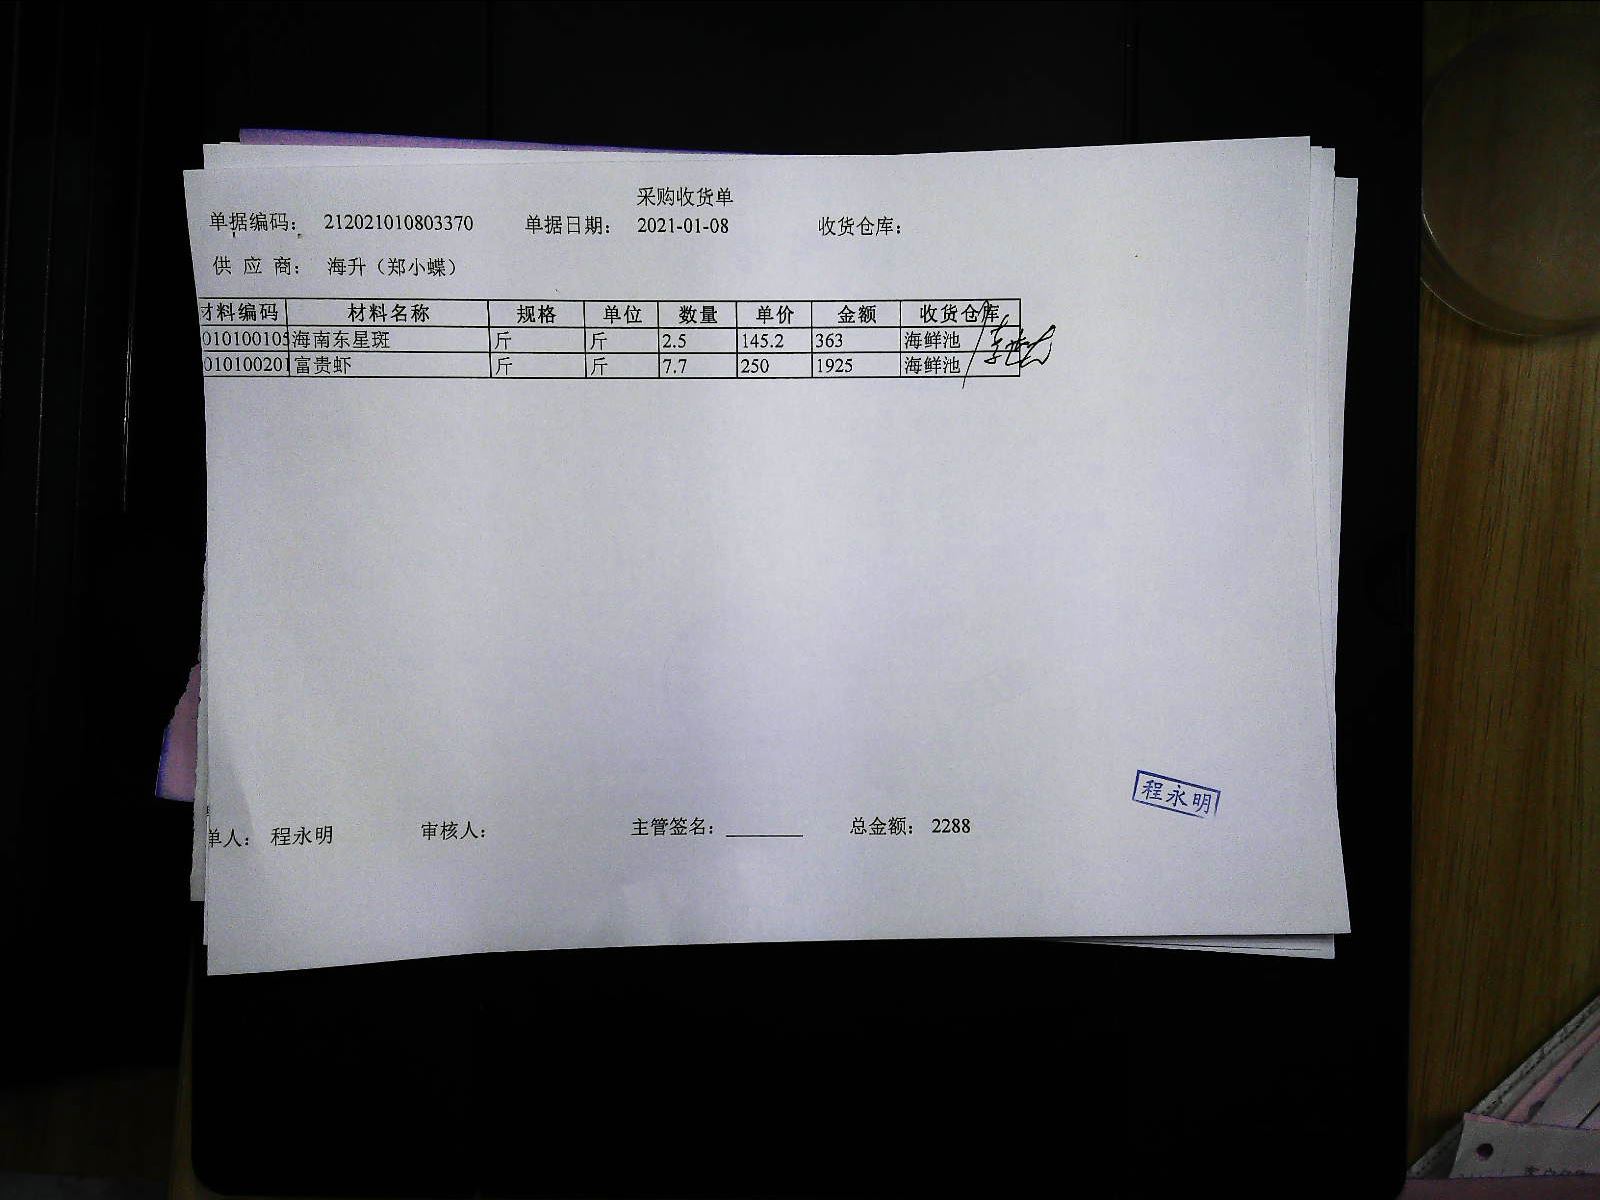 采购收货单
单据编码： 212021010803370 单据日期： 2021-01-08 收货仓库：
供 应 商： 海升（郑小蝶）
材料编码 材料名称 规格 单位 数量 单价 金额 收货仓库
010100105 海南东星斑 斤 斤 2.5 145.2 363 海鲜池
010100201 富贵虾 斤 斤 7.7 250 1925 海鲜池
程永明
单人： 程永明 审核人： 主管签名： 总金额： 2288